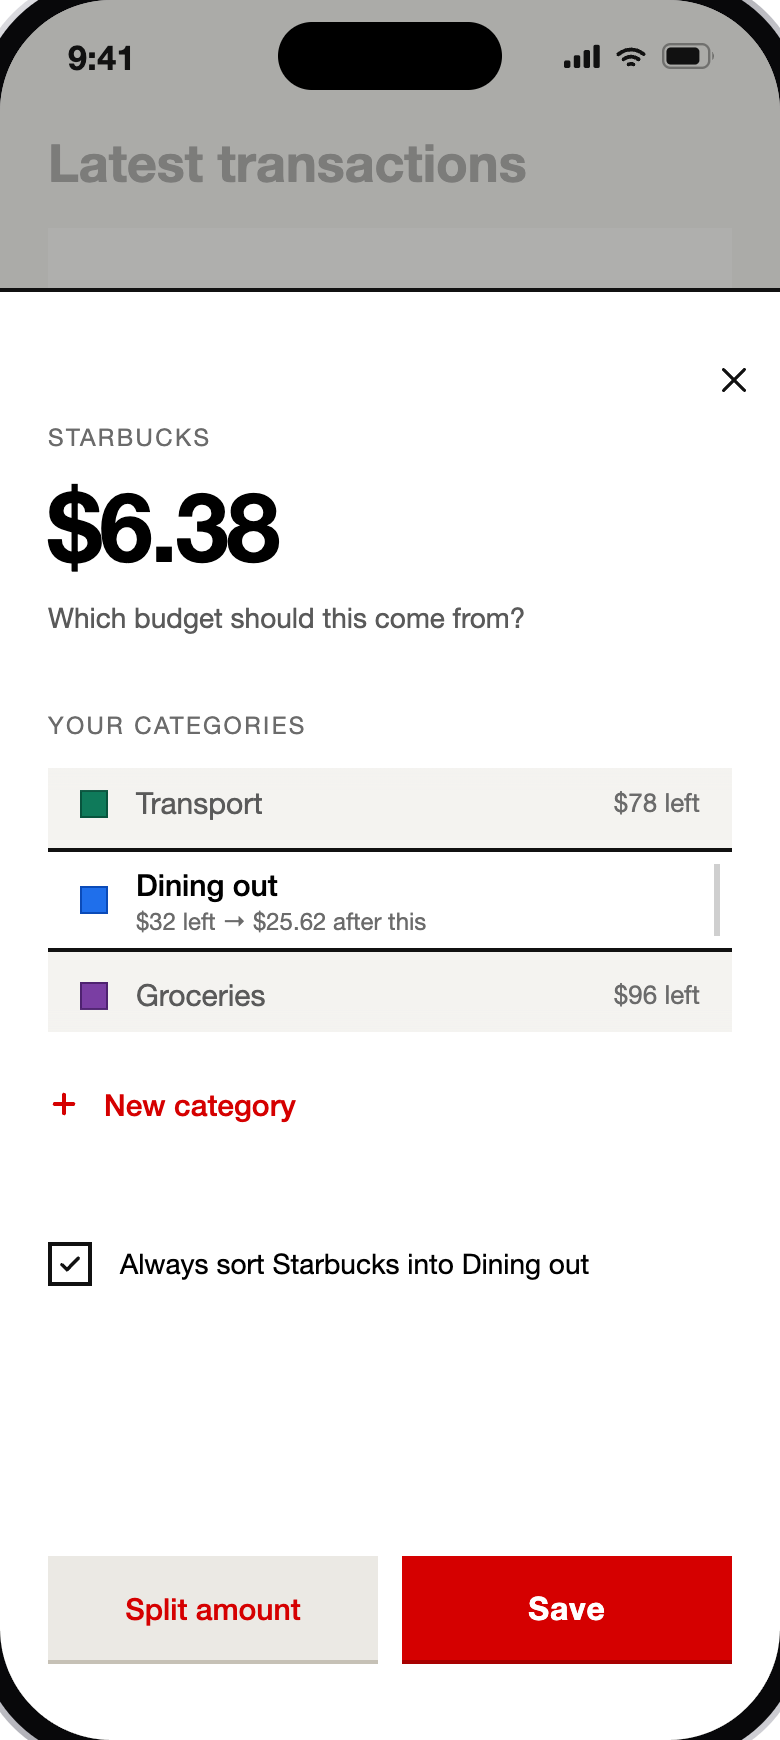 9:41
Latest transactions
STARBUCKS
$6.38
Which budget should this come from?
YOUR CATEGORIES
Transport $78 left
Dining out
$32 left → $25.62 after this
Groceries $96 left
+ New category
Always sort Starbucks into Dining out
Split amount Save